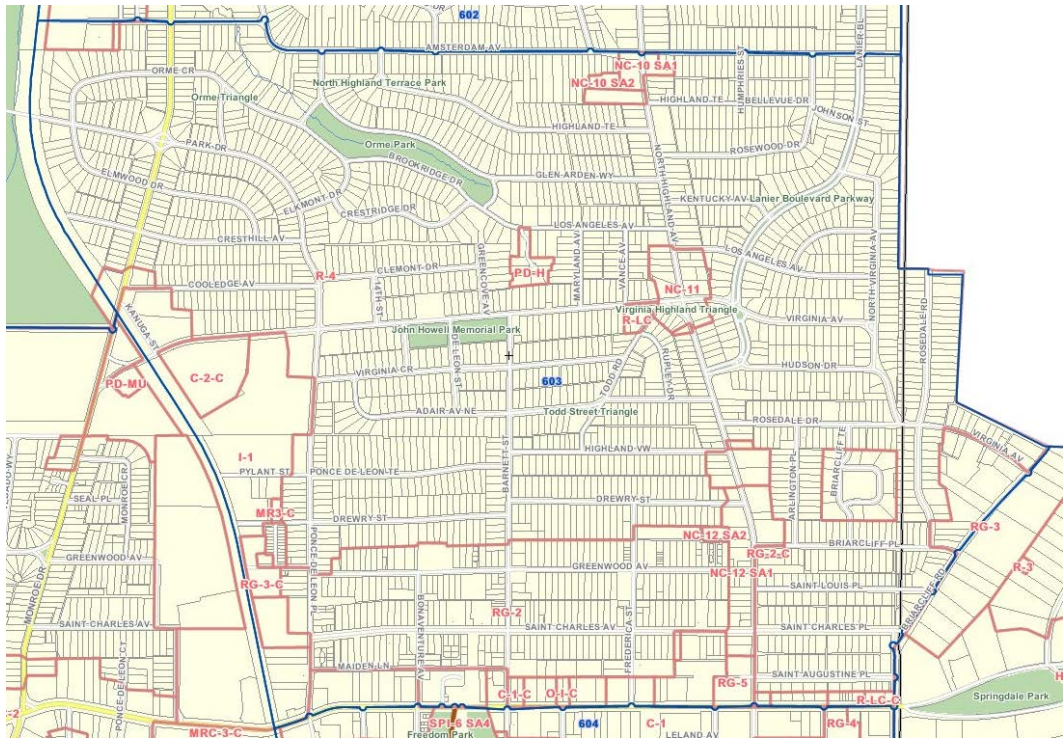 602
AMSTERDAM AV
NC-10 SA1
NC-10 SA2
HUMPHRIES ST
LANIER BL
ORME CR
North Highland Terrace Park
Orme Triangle
HIGHLAND TE
BELLEVUE DR
JOHNSON ST
HIGHLAND TE
PARK DR
Orme Park
NORTH HIGHLAND AV
ROSEWOOD DR
BROOKRIDGE DR
ELMWOOD DR
GLEN ARDEN WY
ELKMONT DR
CRESTRIDGE DR
KENTUCKY AV
Lanier Boulevard Parkway
LOS ANGELES AV
CRESTHILL AV
GREENCOVE AV
MARYLAND AV
VANCE AV
LOS ANGELES AV
NORTH VIRGINIA AV
R-4
CLEMONT DR
PD-H
COOLEDGE AV
14TH ST
NC-11
ROSEDALE RD
KANUGA ST
Virginia Highland Triangle
R-LC
VIRGINIA AV
John Howell Memorial Park
DE LEON ST
VIRGINIA CR
603
TODD RD
RUPLEY DR
HUDSON DR
C-2-C
PD-MU
ADAIR AV NE
Todd Street Triangle
ROSEDALE DR
VIRGINIA AV
BARNETT ST
HIGHLAND VW
BRIARCLIFF TE
ARLINGTON PL
I-1
PYLANT ST
PONCE DE LEON TE
MONROE CR
SEAL PL
DREWRY ST
MR3-C
DREWRY ST
RG-3
NC-12 SA2
RG-2-C
BRIARCLIFF PL
GREENWOOD AV
GREENWOOD AV
NC-12 SA1
R-3
RG-3-C
PONCE DE LEON PL
SAINT LOUIS PL
MONROE DR
BONAVENTURE AV
RG-2
FREDERICA ST
BRIARCLIFF RD
SAINT CHARLES AV
SAINT CHARLES AV
SAINT CHARLES PL
PONCE DE LEON CT
MAIDEN LN
SAINT AUGUSTINE PL
RG-5
C-1-C
O-I-C
R-LC-C
Springdale Park
H
-2
SPI-6 SA4
604
C-1
RG-4
MRC-3-C
Freedom Park
LELAND AV